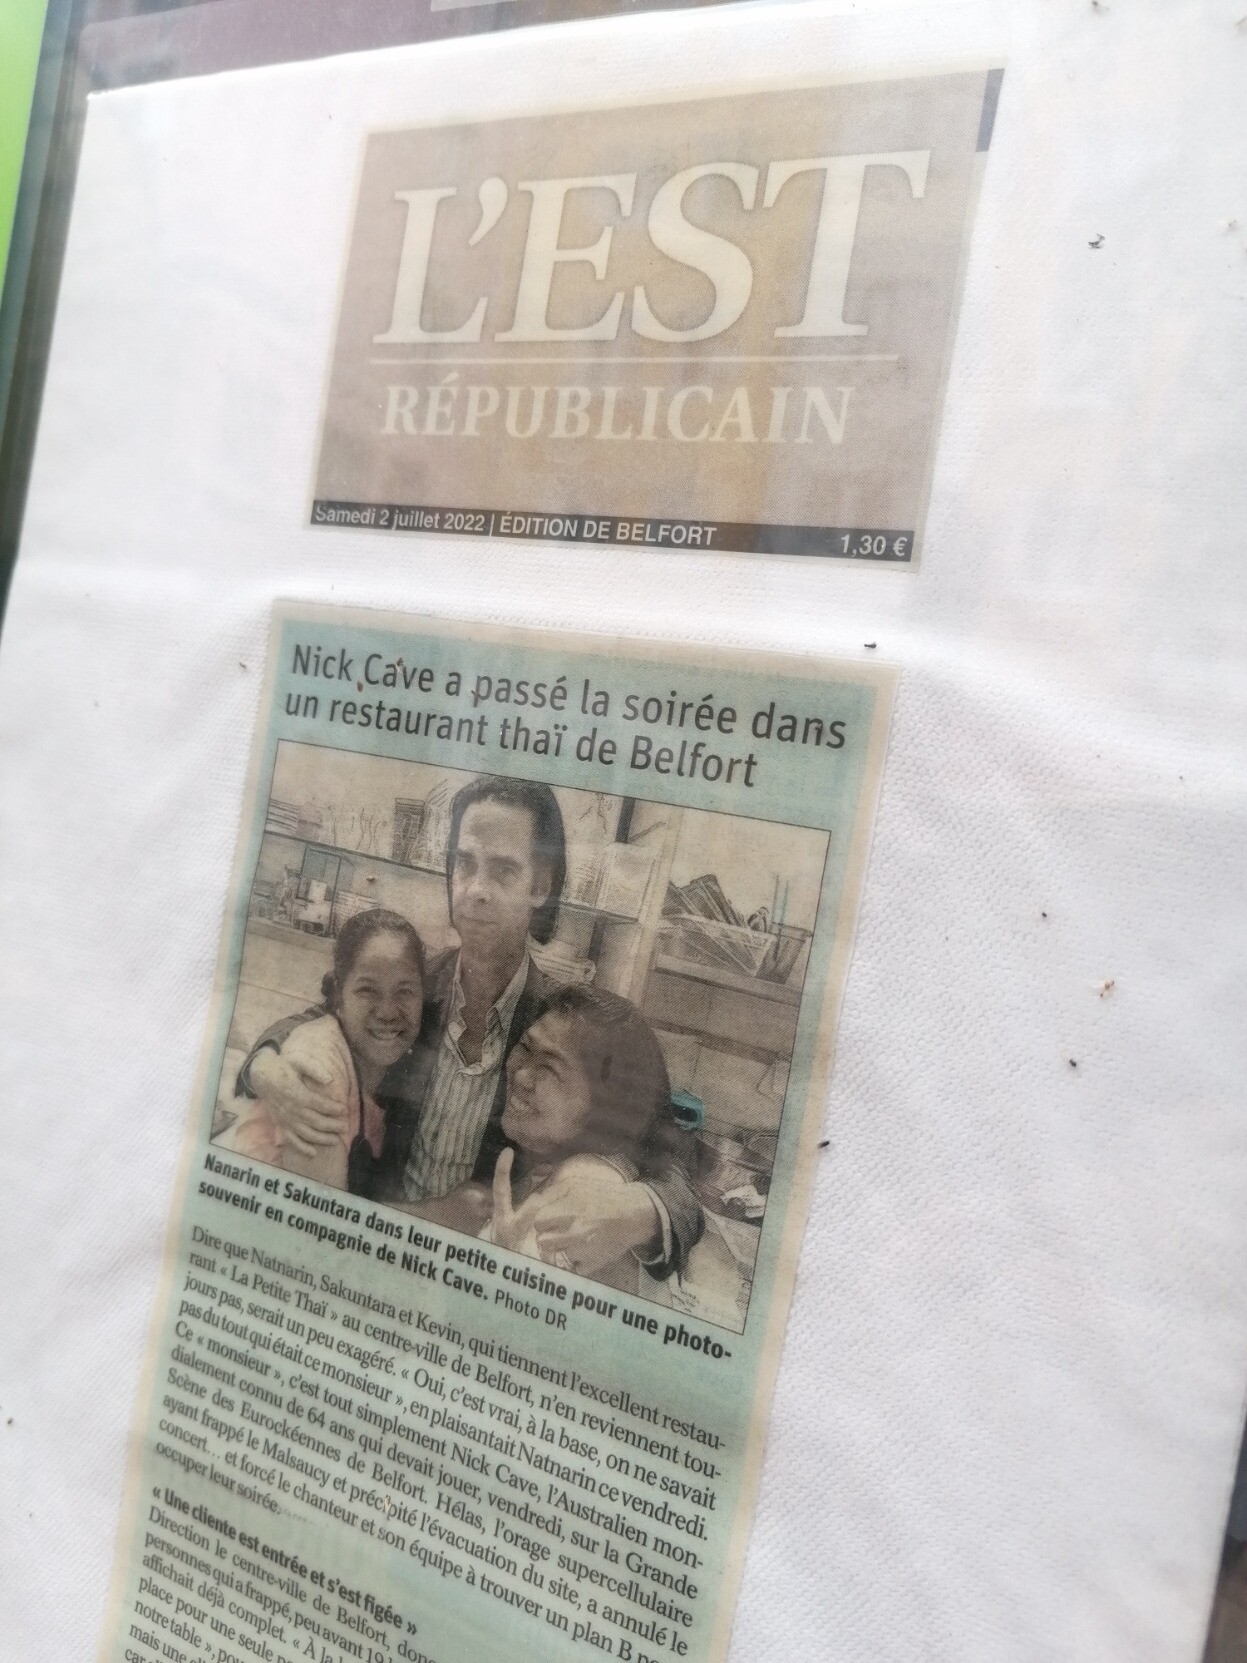 L'EST
RÉPUBLICAIN
Samedi 2 juillet 2022 | ÉDITION DE BELFORT 1,30 €
Nick Cave a passé la soirée dans
un restaurant thaï de Belfort
Nanarin et Sakuntara dans leur petite cuisine pour une photo-
souvenir en compagnie de Nick Cave. Photo DR
Dire que Natnarin, Sakuntara et Kevin, qui tiennent l'excellent restau-
rant « La Petite Thaï » au centre-ville de Belfort, n'en reviennent tou-
jours pas, serait un peu exagéré. « Oui, c'est vrai, à la base, on ne savait
pas du tout qui était ce monsieur », en plaisantait Natnarin ce vendredi.
Ce « monsieur », c'est tout simplement Nick Cave, l'Australien mon-
dialement connu de 64 ans qui devait jouer, vendredi, sur la Grande
Scène des Eurockéennes de Belfort. Hélas, l'orage supercellulaire
ayant frappé le Malsaucy et précipité l'évacuation du site, a annulé le
concert… et forcé le chanteur et son équipe à trouver un plan B
occuper leur soirée.
« Une cliente est entrée et s'est figée »
Direction le centre-ville de Belfort, donc
personnes qui a frappé, peu avant 19
affichait déjà complet. « À la
place pour une seule
notre table »,
mais une
car